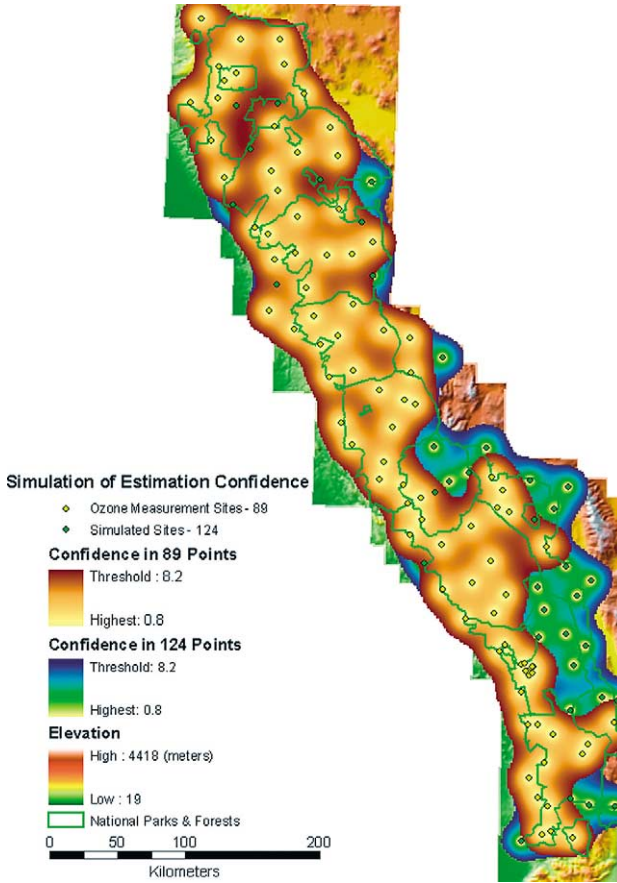 Simulation of Estimation Confidence
Ozone Measurement Sites - 89
Simulated Sites - 124
Confidence in 89 Points
Threshold : 8.2
Highest: 0.8
Confidence in 124 Points
Threshold: 8.2
Highest: 0.8
Elevation
High : 4418 (meters)
Low : 19
National Parks & Forests
0 50 100 200
Kilometers